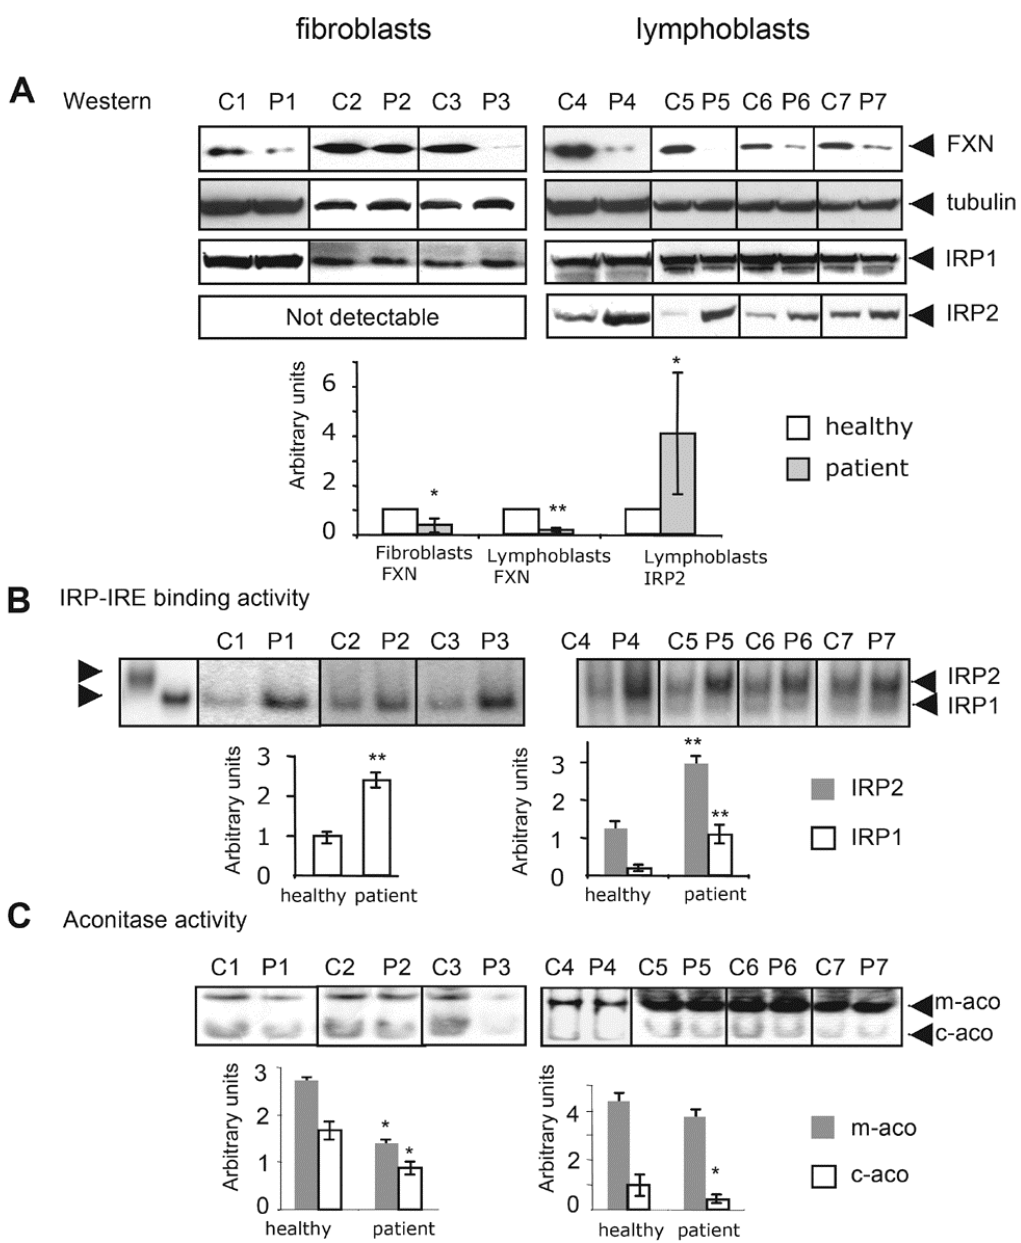 fibroblasts lymphoblasts
A Western C1 P1 C2 P2 C3 P3 C4 P4 C5 P5 C6 P6 C7 P7
FXN
tubulin
IRP1
Not detectable IRP2
Arbitrary units
6
4
2
0
*
**
*
healthy
patient
Fibroblasts FXN
Lymphoblasts FXN
Lymphoblasts IRP2
B IRP-IRE binding activity
C1 P1 C2 P2 C3 P3 C4 P4 C5 P5 C6 P6 C7 P7
IRP2
IRP1
Arbitrary units
3
2
1
0
**
healthy patient
Arbitrary units
3
2
1
0
**
**
healthy patient
IRP2
IRP1
C Aconitase activity
C1 P1 C2 P2 C3 P3 C4 P4 C5 P5 C6 P6 C7 P7
m-aco
c-aco
Arbitrary units
3
2
1
0
*
*
healthy patient
Arbitrary units
4
2
0
*
healthy patient
m-aco
c-aco